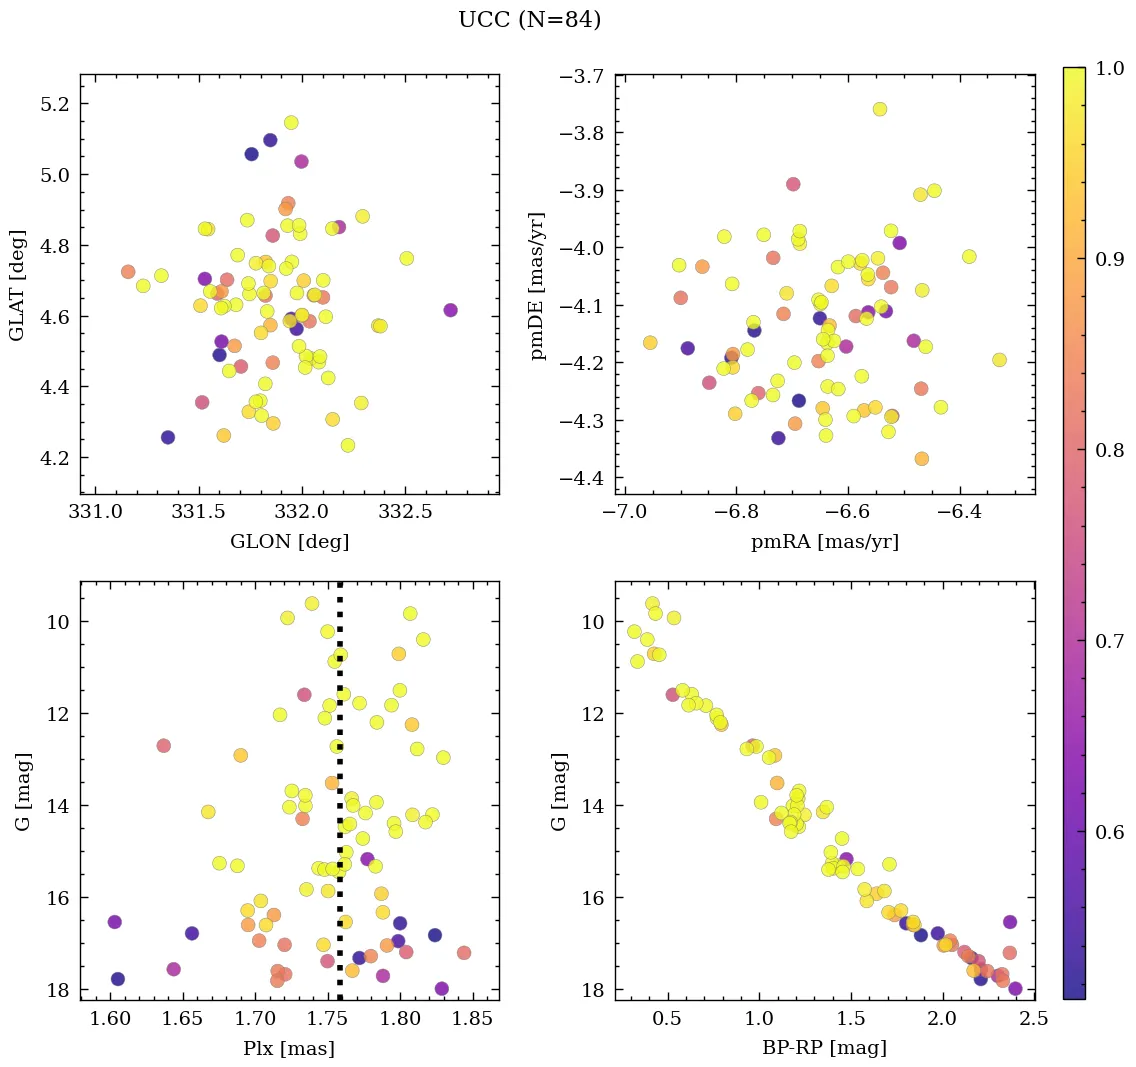 UCC (N=84)
5.2
5.0
4.8
4.6
4.4
4.2
GLAT [deg]
331.0 331.5 332.0 332.5
GLON [deg]
−3.7
−3.8
−3.9
−4.0
−4.1
−4.2
−4.3
−4.4
pmDE [mas/yr]
−7.0 −6.8 −6.6 −6.4
pmRA [mas/yr]
10
12
14
16
18
G [mag]
1.60 1.65 1.70 1.75 1.80 1.85
Plx [mas]
10
12
14
16
18
G [mag]
0.5 1.0 1.5 2.0 2.5
BP-RP [mag]
1.0
0.9
0.8
0.7
0.6